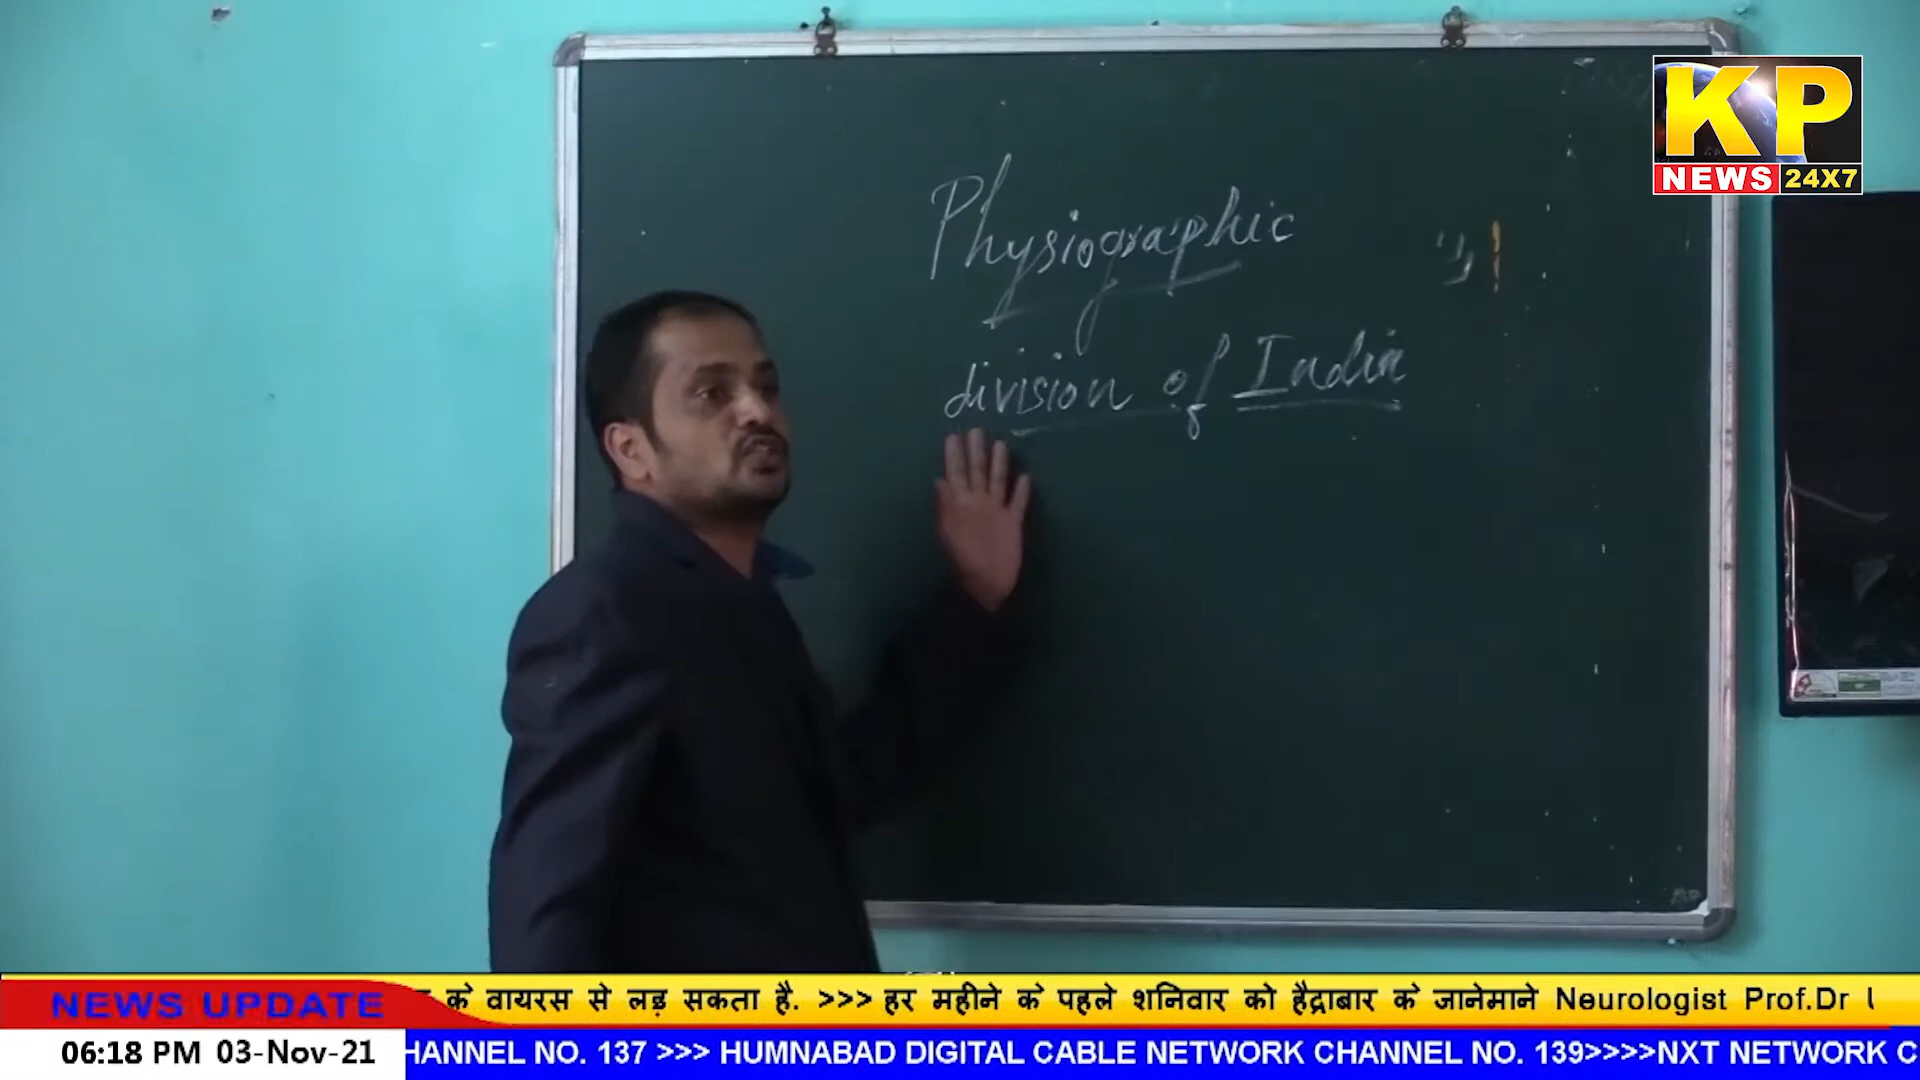 KP
NEWS 24X7
Physiographic
division of India
NEWS UPDATE
के वायरस से लड़ सकता है. >>> हर महीने के पहले शनिवार को हैद्राबार के जानेमाने Neurologist Prof.Dr
06:18 PM 03-Nov-21
HANNEL NO. 137 >>> HUMNABAD DIGITAL CABLE NETWORK CHANNEL NO. 139>>>>NXT NETWORK C